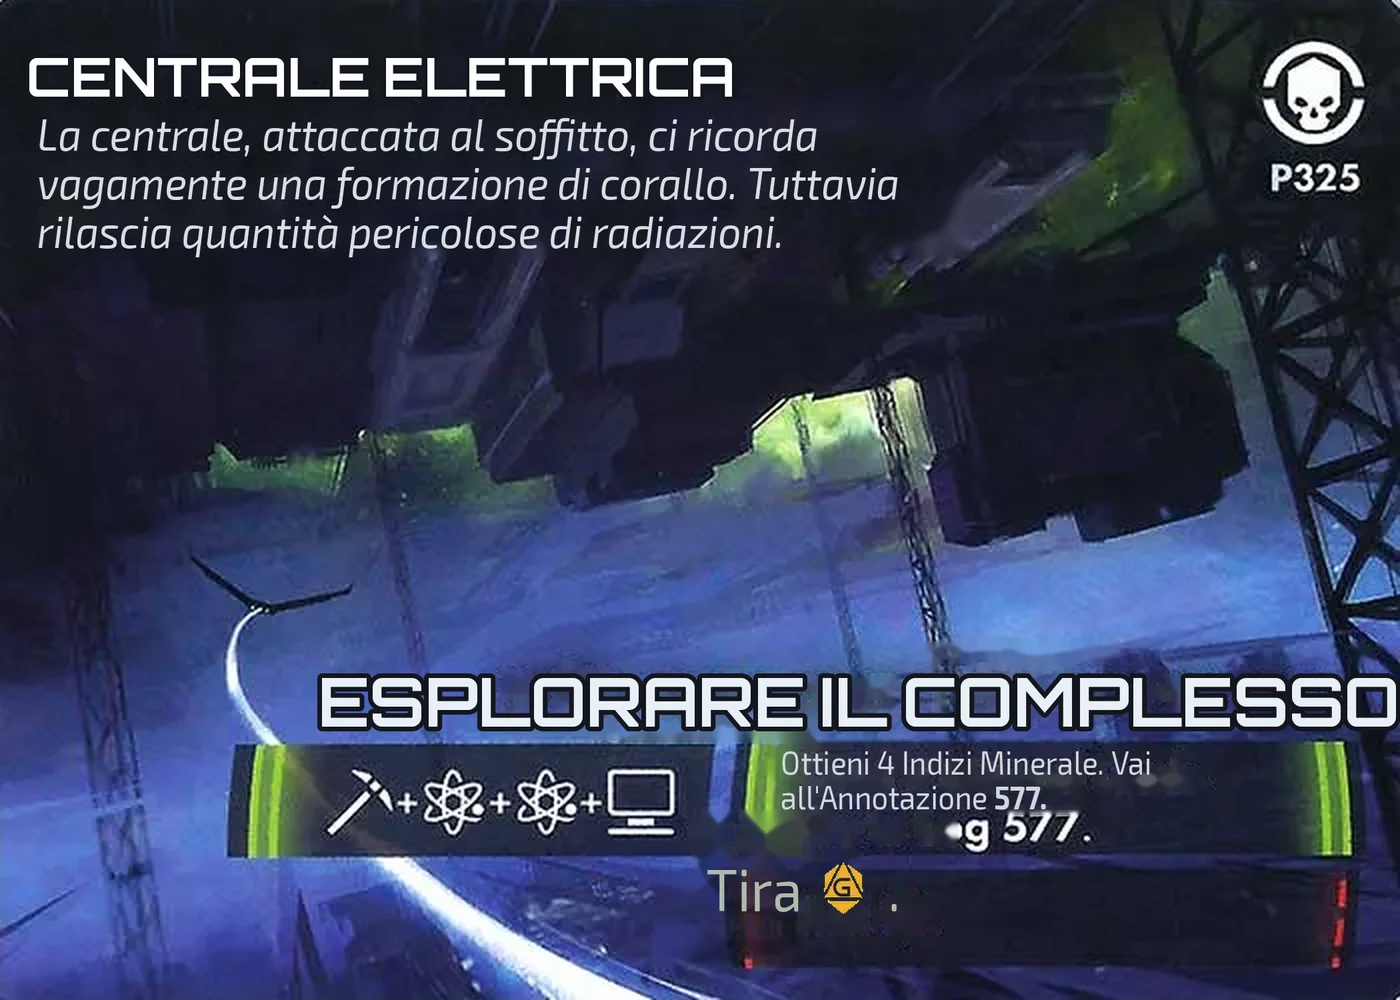 CENTRALE ELETTRICA
La centrale, attaccata al soffitto, ci ricorda
vagamente una formazione di corallo. Tuttavia
rilascia quantità pericolose di radiazioni.
P325
ESPLORARE IL COMPLESSO
+ + +
Ottieni 4 Indizi Minerale. Vai
all'Annotazione 577.
g 577.
Tira G .